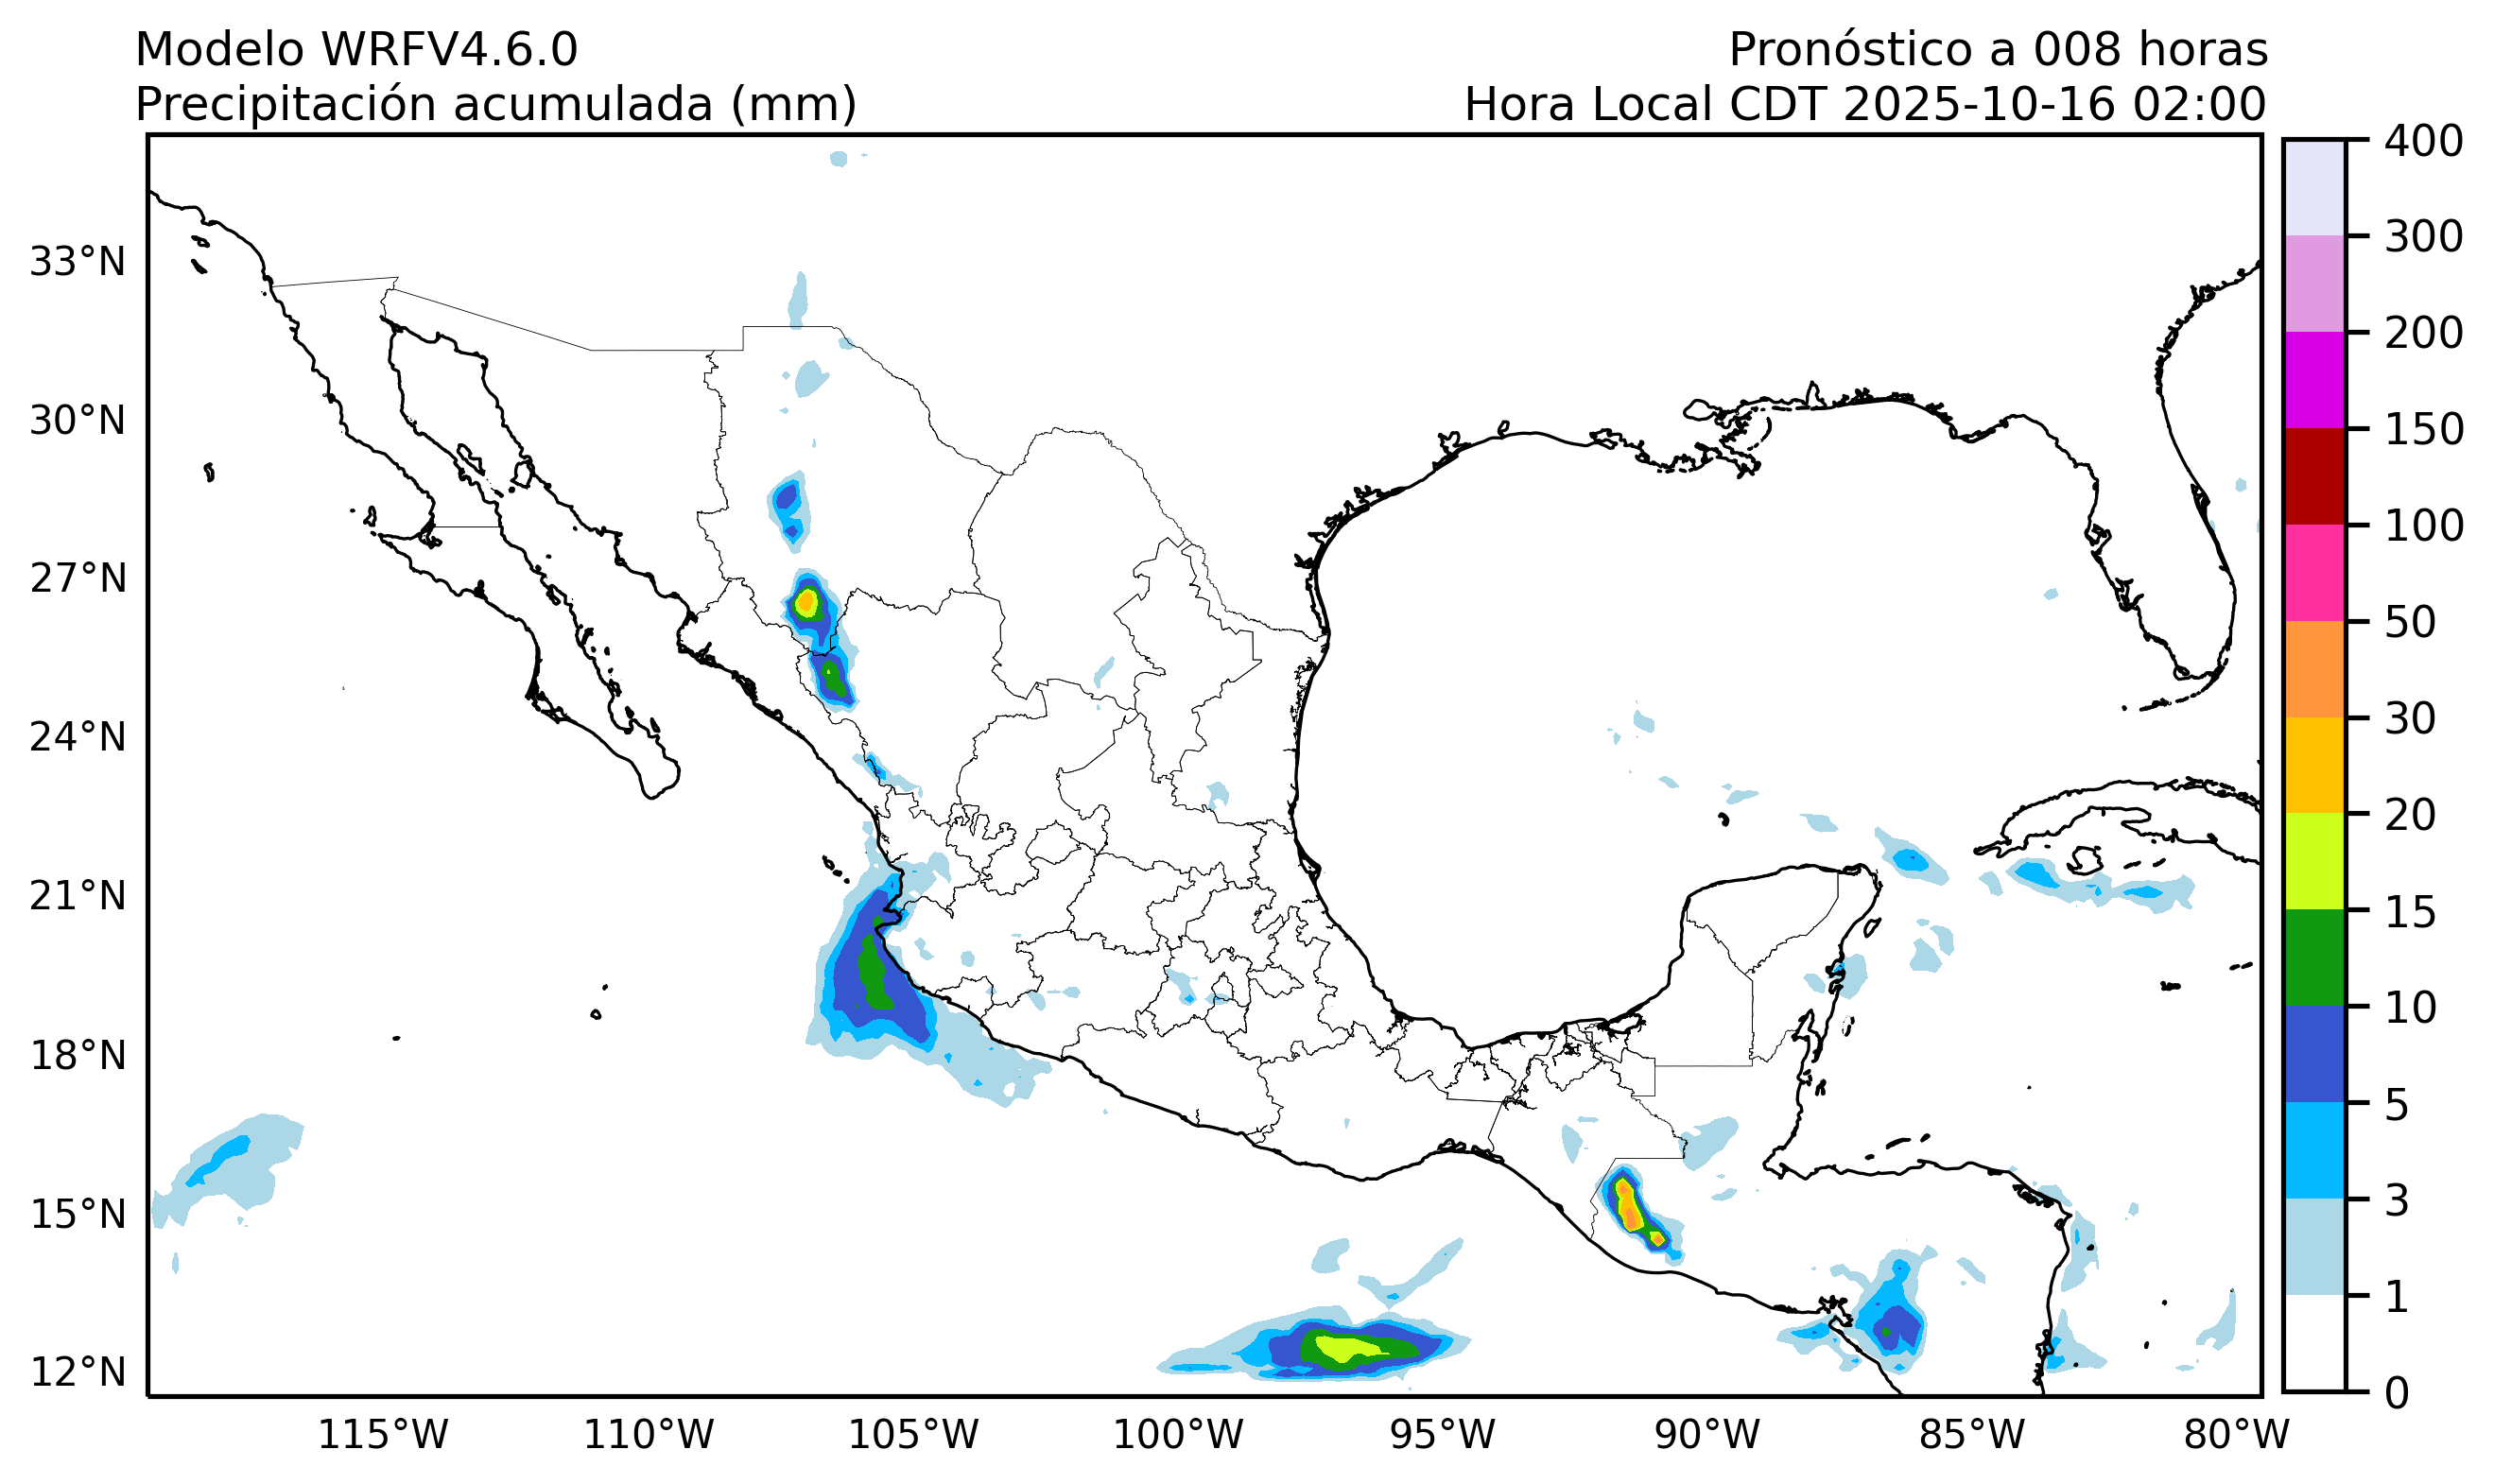 Modelo WRFV4.6.0
Pronóstico a 008 horas
Precipitación acumulada (mm)
Hora Local CDT 2025-10-16 02:00
33°N
30°N
27°N
24°N
21°N
18°N
15°N
12°N
115°W
110°W
105°W
100°W
95°W
90°W
85°W
80°W
400
300
200
150
100
50
30
20
15
10
5
3
1
0